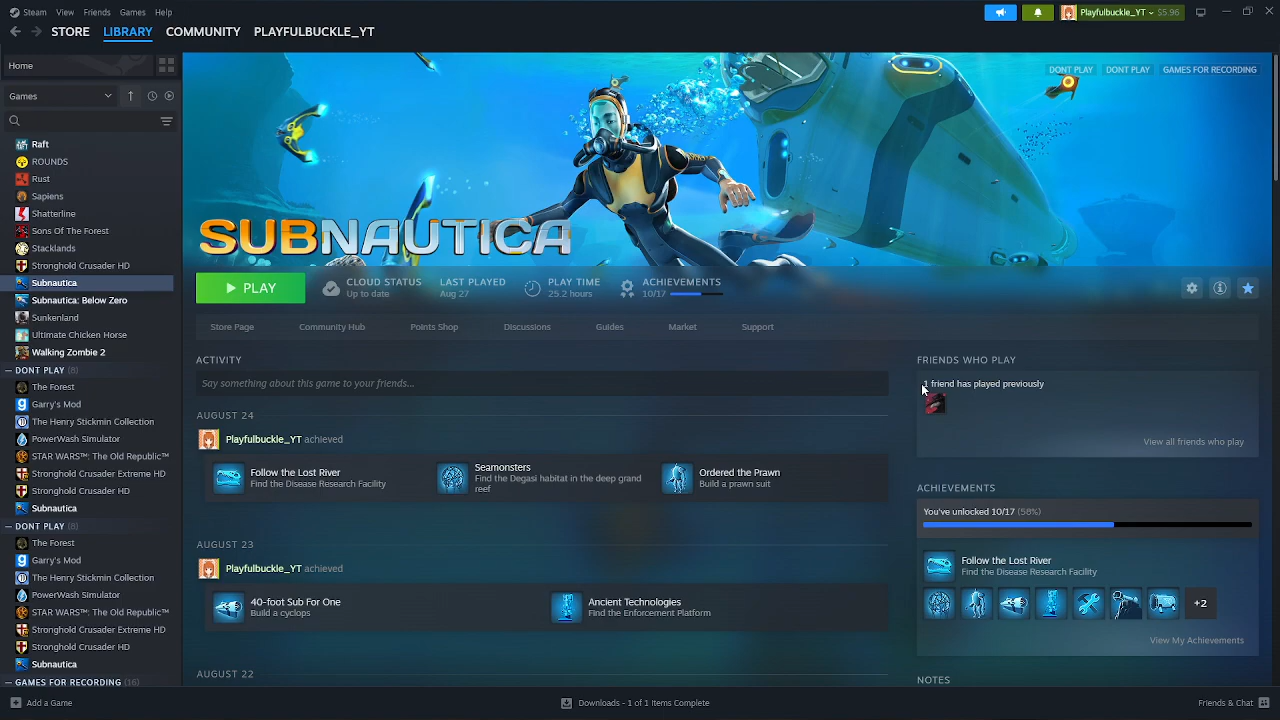 Steam View Friends Games Help
Playfulbuckle_YT $5.96
STORE LIBRARY COMMUNITY PLAYFULBUCKLE_YT
Home
Games
Raft
ROUNDS
Rust
Sapiens
Shatterline
Sons Of The Forest
Stacklands
Stronghold Crusader HD
Subnautica
Subnautica: Below Zero
Sunkenland
Ultimate Chicken Horse
Walking Zombie 2
— DONT PLAY (8)
The Forest
Garry's Mod
The Henry Stickmin Collection
PowerWash Simulator
STAR WARS™: The Old Republic™
Stronghold Crusader Extreme HD
Stronghold Crusader HD
Subnautica
— DONT PLAY (8)
The Forest
Garry's Mod
The Henry Stickmin Collection
PowerWash Simulator
STAR WARS™: The Old Republic™
Stronghold Crusader Extreme HD
Stronghold Crusader HD
Subnautica
— GAMES FOR RECORDING (16)
DONT PLAY DONT PLAY GAMES FOR RECORDING
SUBNAUTICA
PLAY
CLOUD STATUS
Up to date
LAST PLAYED
Aug 27
PLAY TIME
25.2 hours
ACHIEVEMENTS
10/17
Store Page Community Hub Points Shop Discussions Guides Market Support
ACTIVITY
Say something about this game to your friends...
AUGUST 24
Playfulbuckle_YT achieved
Follow the Lost River
Find the Disease Research Facility
Seamonsters
Find the Degasi habitat in the deep grand
reef
Ordered the Prawn
Build a prawn suit
AUGUST 23
Playfulbuckle_YT achieved
40-foot Sub For One
Build a cyclops
Ancient Technologies
Find the Enforcement Platform
AUGUST 22
FRIENDS WHO PLAY
1 friend has played previously
View all friends who play
ACHIEVEMENTS
You've unlocked 10/17 (58%)
Follow the Lost River
Find the Disease Research Facility
+2
View My Achievements
NOTES
Add a Game
Downloads - 1 of 1 Items Complete
Friends & Chat